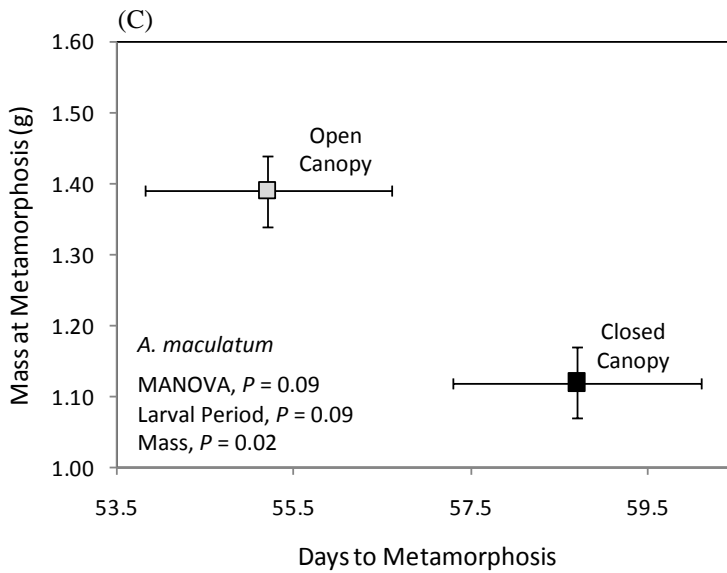 (C)
1.60
1.50
1.40
1.30
1.20
1.10
1.00
Mass at Metamorphosis (g)
Open
Canopy
Closed
Canopy
A. maculatum
MANOVA, P = 0.09
Larval Period, P = 0.09
Mass, P = 0.02
53.5 55.5 57.5 59.5
Days to Metamorphosis